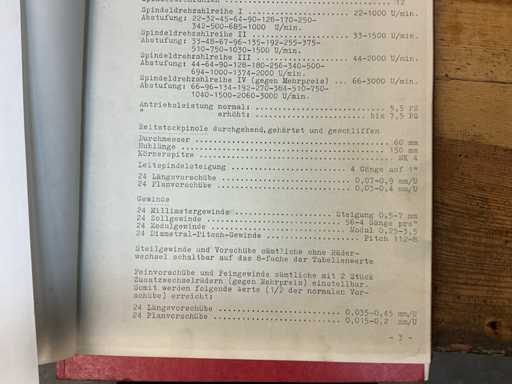 12
Spindeldrehzahlreihe I ........................ 22-1000 U/min.
Abstufung: 22-32-45-64-90-128-170-250-
342-500-685-1000 U/min.
Spindeldrehzahlreihe II ....................... 33-1500 U/min.
Abstufung: 33-48-67-96-135-192-255-375-
510-750-1030-1500 U/min.
Spindeldrehzahlreihe III ...................... 44-2000 U/min.
Abstufung: 44-64-90-128-180-256-340-500-
694-1000-1374-2000 U/min.
Spindeldrehzahlreihe IV (gegen Mehrpreis) ... 66-3000 U/min.
Abstufung: 66-96-134-192-270-384-510-750-
1040-1500-2060-3000 U/min.
Antriebsleistung normal: ........................... 5,5 PS
" erhöht: ....................... bis 7,5 PS
Reitstockpinole durchgehend, gehärtet und geschliffen
Durchmesser ........................................ 60 mm
Hublänge .......................................... 150 mm
Körnerspitze ....................................... MK 4
Leitspindelsteigung ....................... 4 Gänge auf 1"
24 Längsvorschübe .......................... 0,07-0,9 mm/U
24 Planvorschübe ........................... 0,03-0,4 mm/U
Gewinde
24 Millimetergewinde .................. Steigung 0,5-7 mm
24 Zollgewinde ........................ 56-4 Gänge pro"
24 Modulgewinde ....................... Modul 0,25-3,5
24 Diametral-Pitch-Gewinde ................ Pitch 112-8
Steilgewinde und Vorschübe sämtliche ohne Räder-
wechsel schaltbar auf das 8-fache der Tabellenwerte
Feinvorschübe und Feingewinde sämtliche mit 2 Stück
Zusatzwechselrädern (gegen Mehrpreis) einstellbar.
Somit werden folgende Werte (1/2 der normalen Vor-
schübe) erreicht:
24 Längsvorschübe ........................ 0,035-0,45 mm/U
24 Planvorschübe ......................... 0,015-0,2 mm/U
- 3 -